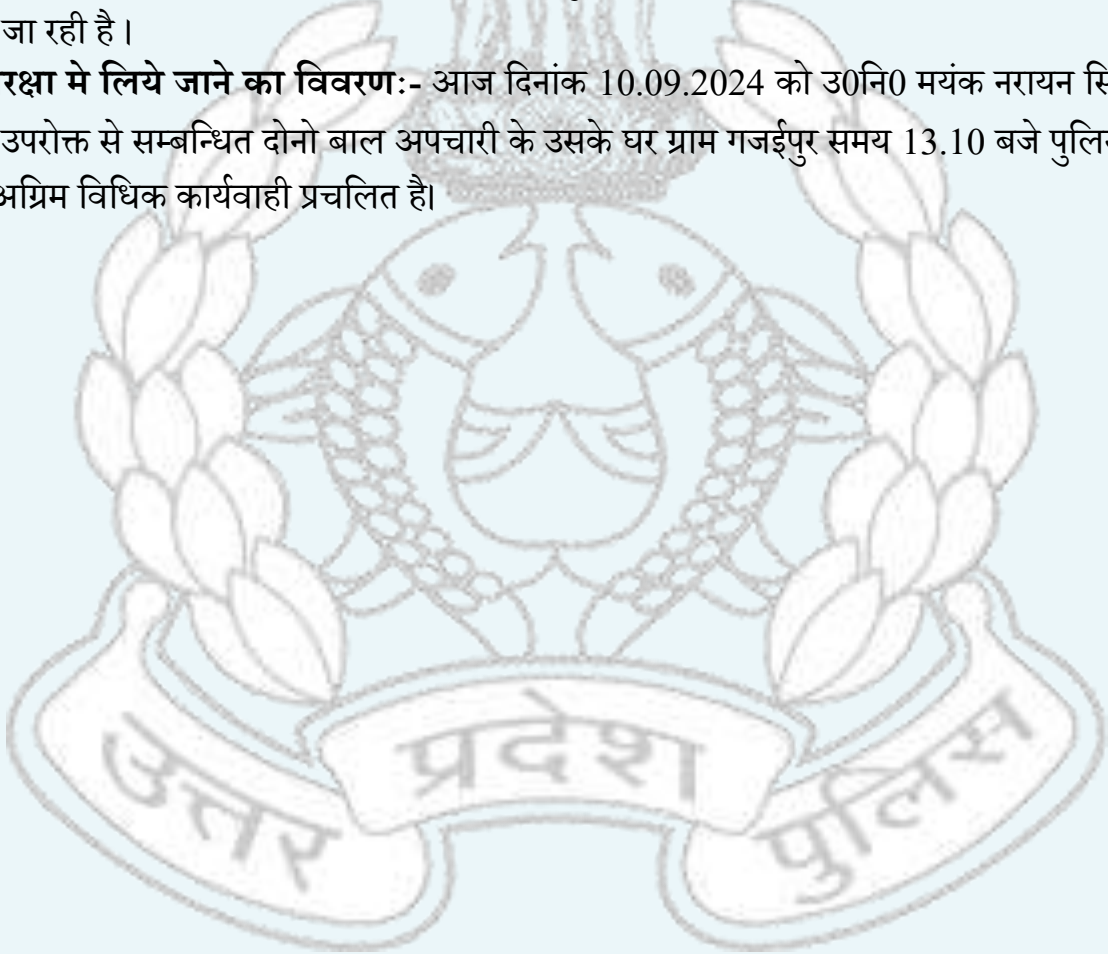 जा रही है ।
रक्षा मे लिये जाने का विवरणः- आज दिनांक 10.09.2024 को उ0नि0 मयंक नरायन
उपरोक्त से सम्बन्धित दोनो बाल अपचारी के उसके घर ग्राम गजईपुर समय 13.10 बजे
अग्रिम विधिक कार्यवाही प्रचलित है।
उत्तर प्रदेश पुलिस